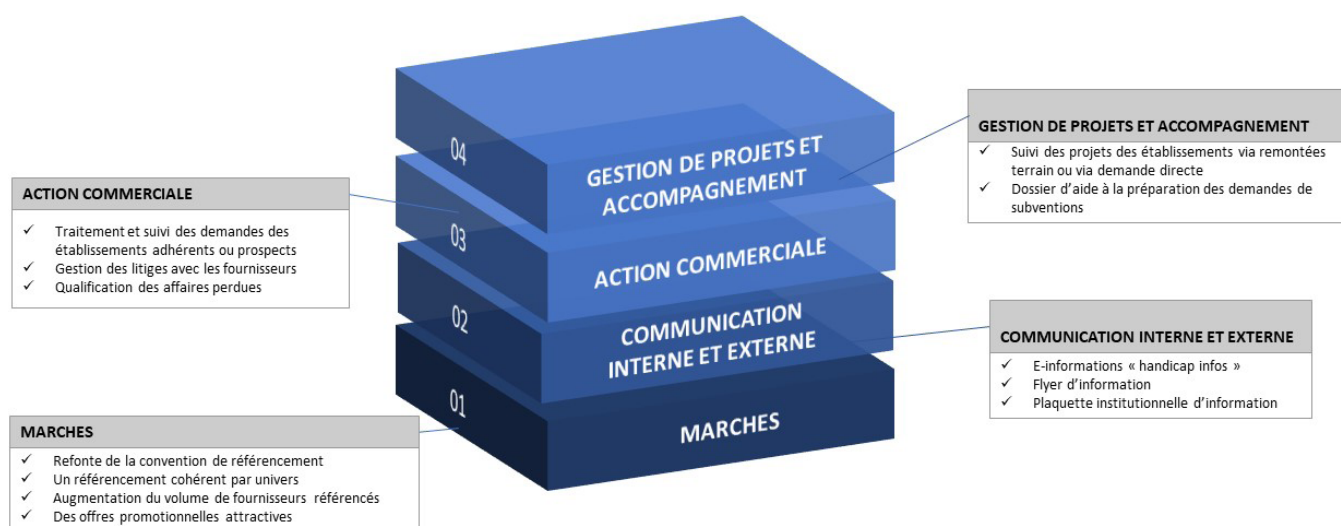 04
GESTION DE PROJETS ET
ACCOMPAGNEMENT
03
ACTION COMMERCIALE
02
COMMUNICATION
INTERNE ET EXTERNE
01
MARCHES
ACTION COMMERCIALE
✓ Traitement et suivi des demandes des
établissements adhérents ou prospects
✓ Gestion des litiges avec les fournisseurs
✓ Qualification des affaires perdues
MARCHES
✓ Refonte de la convention de référencement
✓ Un référencement cohérent par univers
✓ Augmentation du volume de fournisseurs référencés
✓ Des offres promotionnelles attractives
GESTION DE PROJETS ET ACCOMPAGNEMENT
✓ Suivi des projets des établissements via remontées
terrain ou via demande directe
✓ Dossier d'aide à la préparation des demandes de
subventions
COMMUNICATION INTERNE ET EXTERNE
✓ E-informations « handicap infos »
✓ Flyer d'information
✓ Plaquette institutionnelle d'information